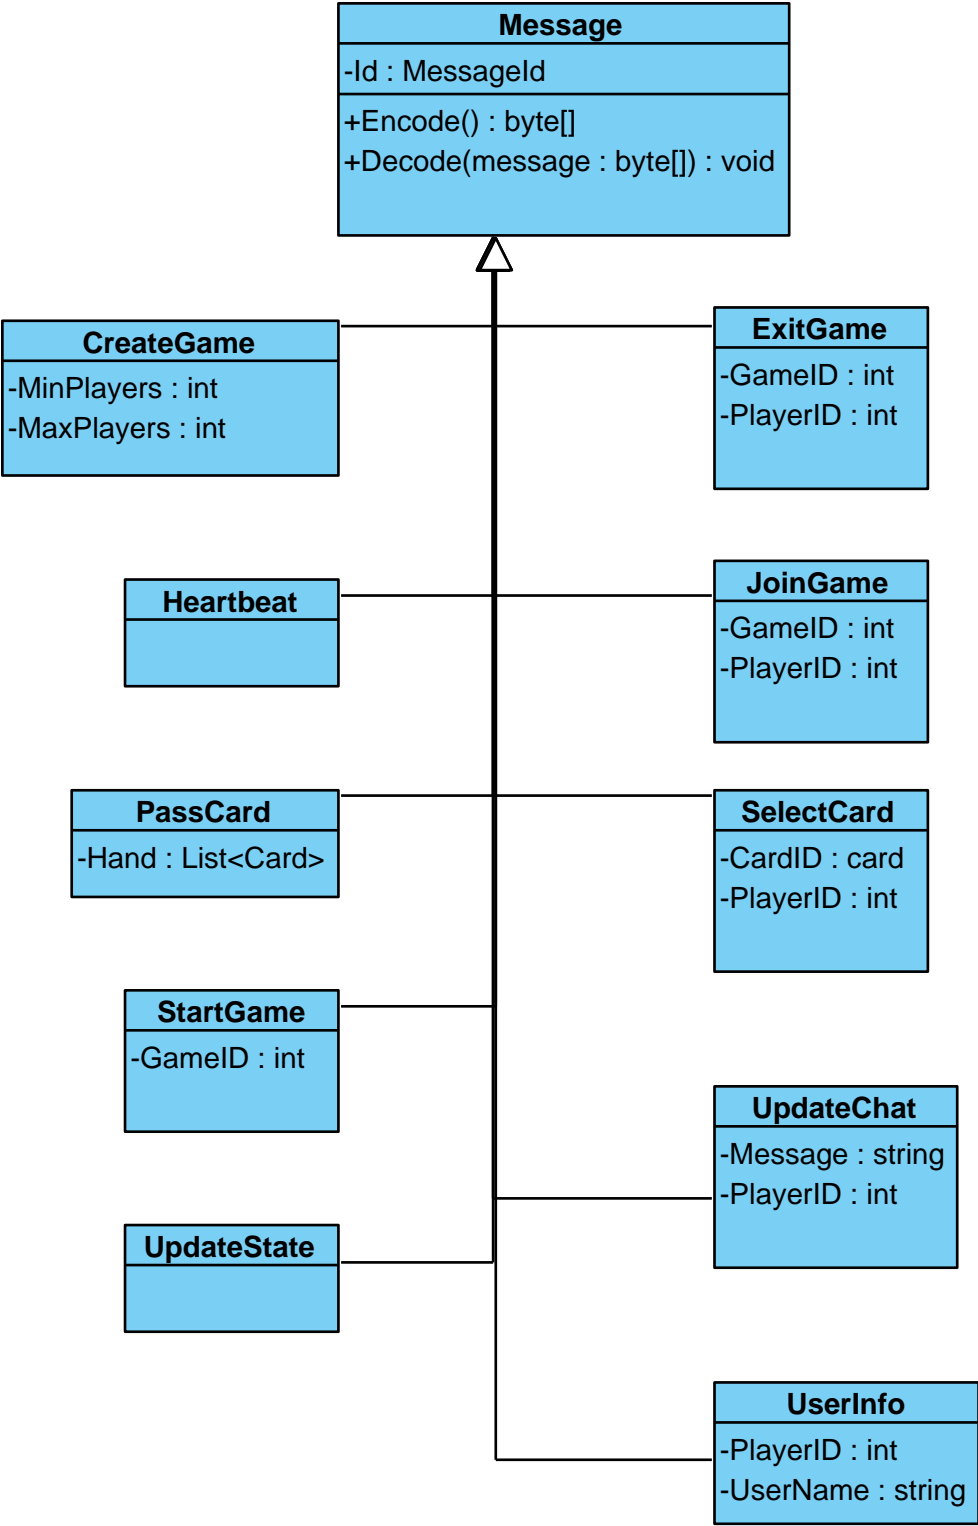 Message
-Id : MessageId
+Encode() : byte[]
+Decode(message : byte[]) : void
CreateGame
-MinPlayers : int
-MaxPlayers : int
ExitGame
-GameID : int
-PlayerID : int
Heartbeat
JoinGame
-GameID : int
-PlayerID : int
PassCard
-Hand : List<Card>
SelectCard
-CardID : card
-PlayerID : int
StartGame
-GameID : int
UpdateChat
-Message : string
-PlayerID : int
UpdateState
UserInfo
-PlayerID : int
-UserName : string